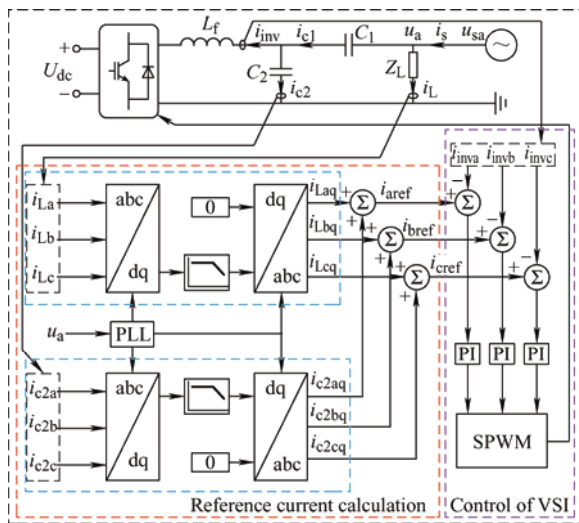 L_f i_inv i_c1 C_1 u_a i_s u_sa
+ U_dc −
C_2 Z_L
i_c2 i_L
i_inva i_invb i_invc
i_La abc 0 dq i_Laq + + Σ i_aref + − Σ
i_Lb i_Lbq + + Σ i_bref + − Σ
i_Lc dq abc i_Lcq + + Σ i_cref + − Σ
u_a PLL
PI PI PI
i_c2a abc dq i_c2aq
i_c2b i_c2bq
i_c2c dq 0 abc i_c2cq
SPWM
Reference current calculation
Control of VSI